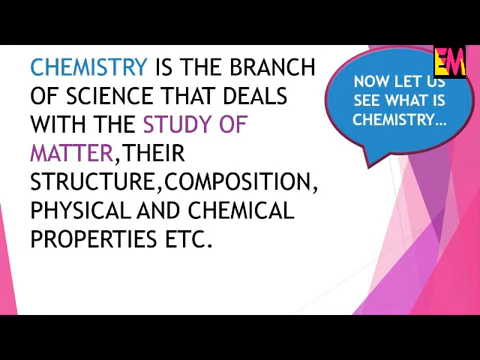 CHEMISTRY IS THE BRANCH
OF SCIENCE THAT DEALS
WITH THE STUDY OF
MATTER,THEIR
STRUCTURE,COMPOSITION,
PHYSICAL AND CHEMICAL
PROPERTIES ETC.
EM
NOW LET US
SEE WHAT IS
CHEMISTRY…